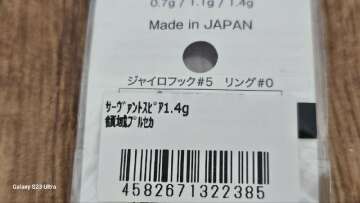 0.7g / 1.1g / 1.4g
Made in JAPAN
ジャイロフック#5 リング#0
サーヴァントスピア1.4g
4582671322385
Galaxy S23 Ultra